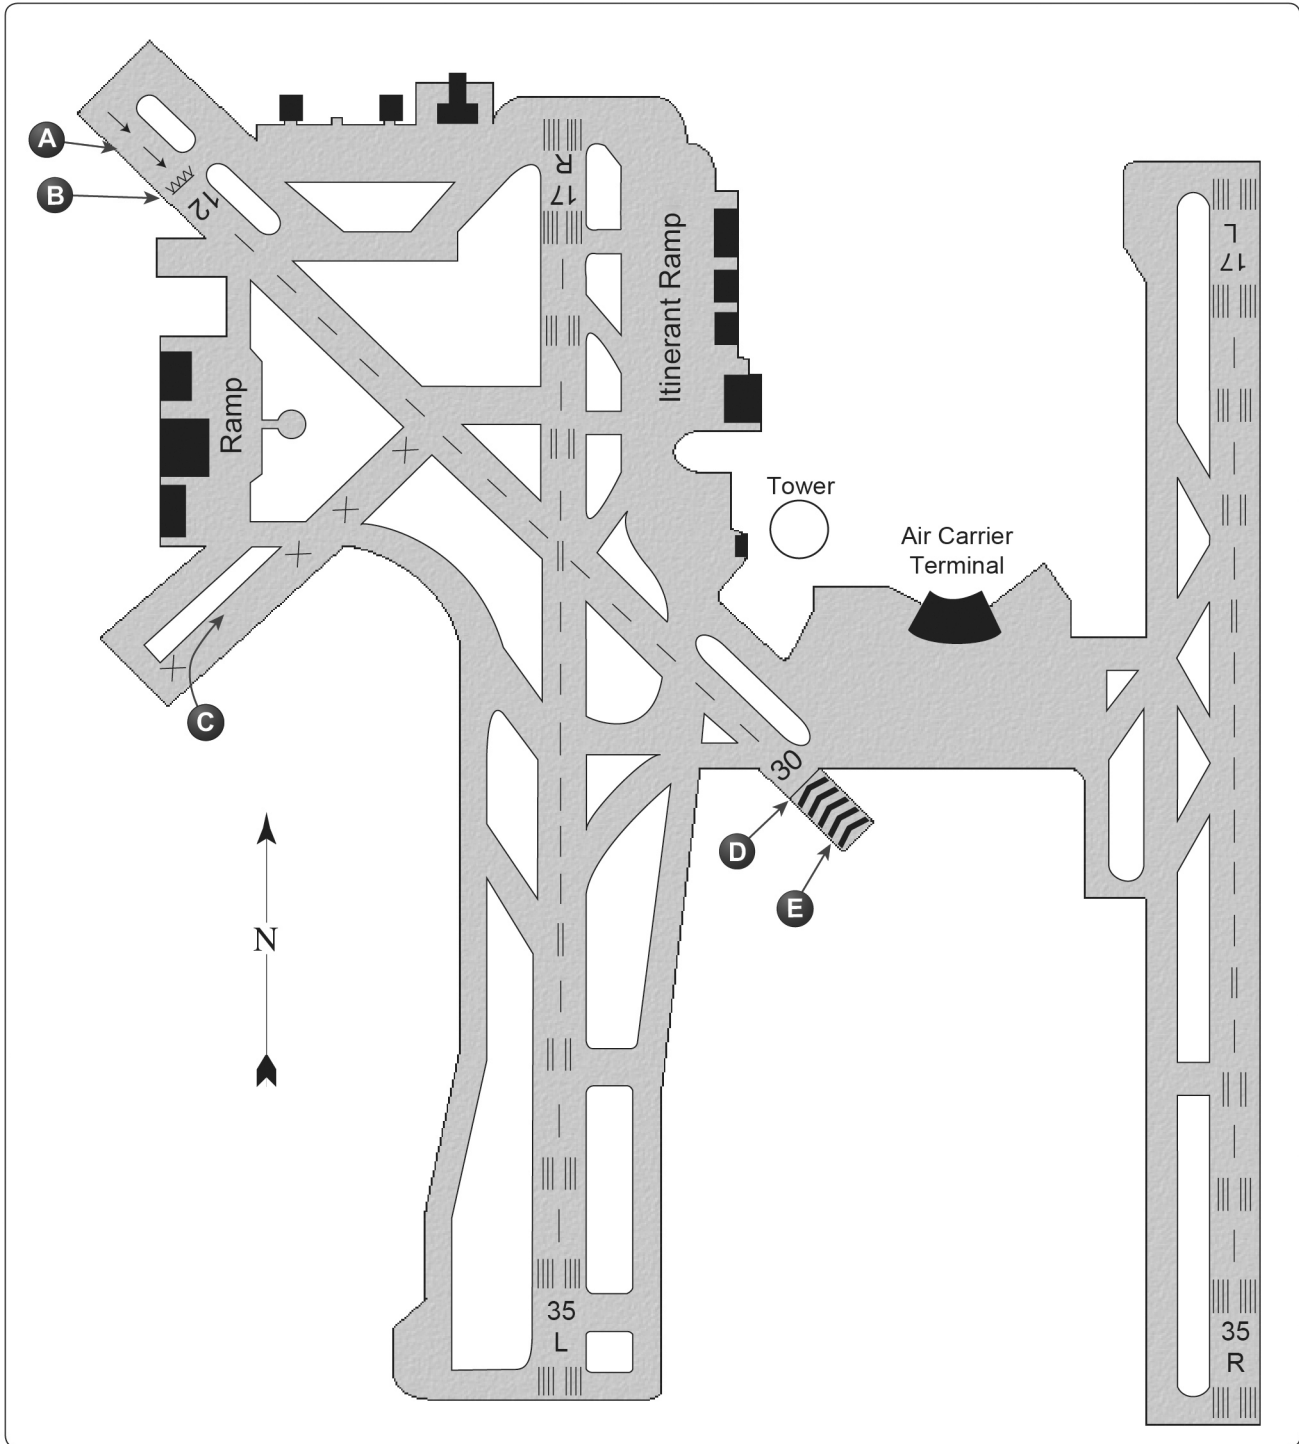 A
B
12
R
17
Itinerant Ramp
L
17
Ramp
Tower
Air Carrier
Terminal
C
30
D
E
N
35
L
35
R